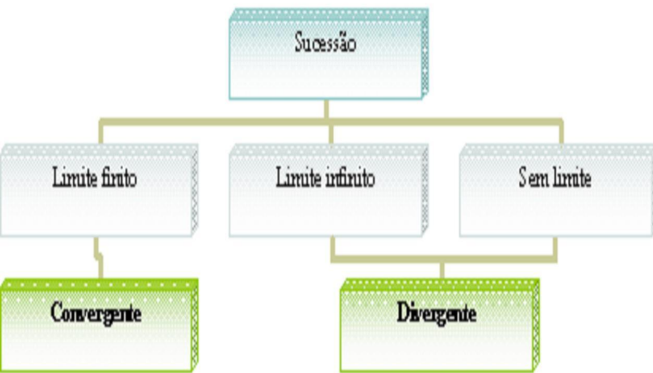 Sucessão
Limite finito
Limite infinito
Sem limite
Convergente
Divergente